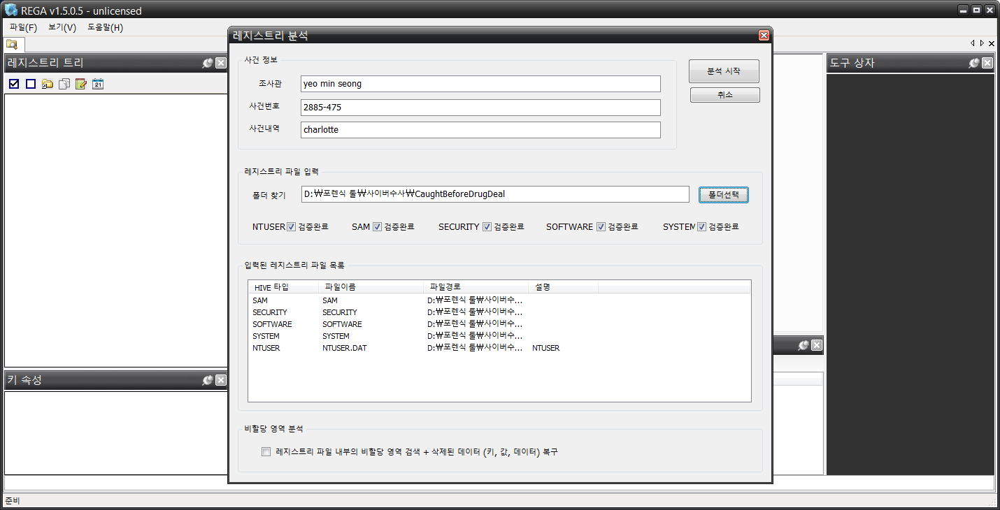 REGA v1.5.0.5 - unlicensed
파일(F) 보기(V) 도움말(H)
레지스트리 트리
21
키 속성
도구 상자
레지스트리 분석
사건 정보
조사관 yeo min seong
사건번호 2885-475
사건내역 charlotte
분석 시작
취소
레지스트리 파일 입력
폴더 찾기 D:₩포렌식 툴₩사이버수사₩CaughtBeforeDrugDeal 폴더선택
NTUSER 검증완료 SAM 검증완료 SECURITY 검증완료 SOFTWARE 검증완료 SYSTEM 검증완료
입력된 레지스트리 파일 목록
HIVE 타입 파일이름 파일경로 설명
SAM SAM D:₩포렌식 툴₩사이버수...
SECURITY SECURITY D:₩포렌식 툴₩사이버수...
SOFTWARE SOFTWARE D:₩포렌식 툴₩사이버수...
SYSTEM SYSTEM D:₩포렌식 툴₩사이버수...
NTUSER NTUSER.DAT D:₩포렌식 툴₩사이버수... NTUSER
비할당 영역 분석
레지스트리 파일 내부의 비할당 영역 검색 + 삭제된 데이터 (키, 값, 데이터) 복구
준비